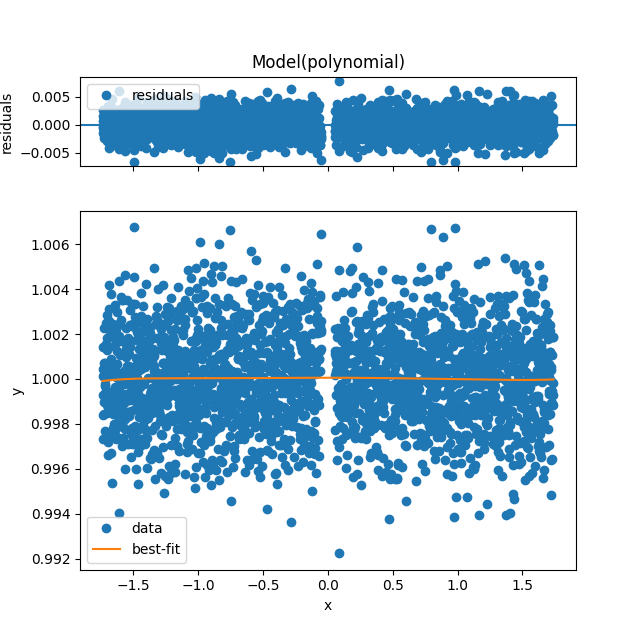 Model(polynomial)
residuals
0.005
0.000
−0.005
residuals
1.006
1.004
1.002
1.000
0.998
0.996
0.994
0.992
y
data
best-fit
−1.5 −1.0 −0.5 0.0 0.5 1.0 1.5
x